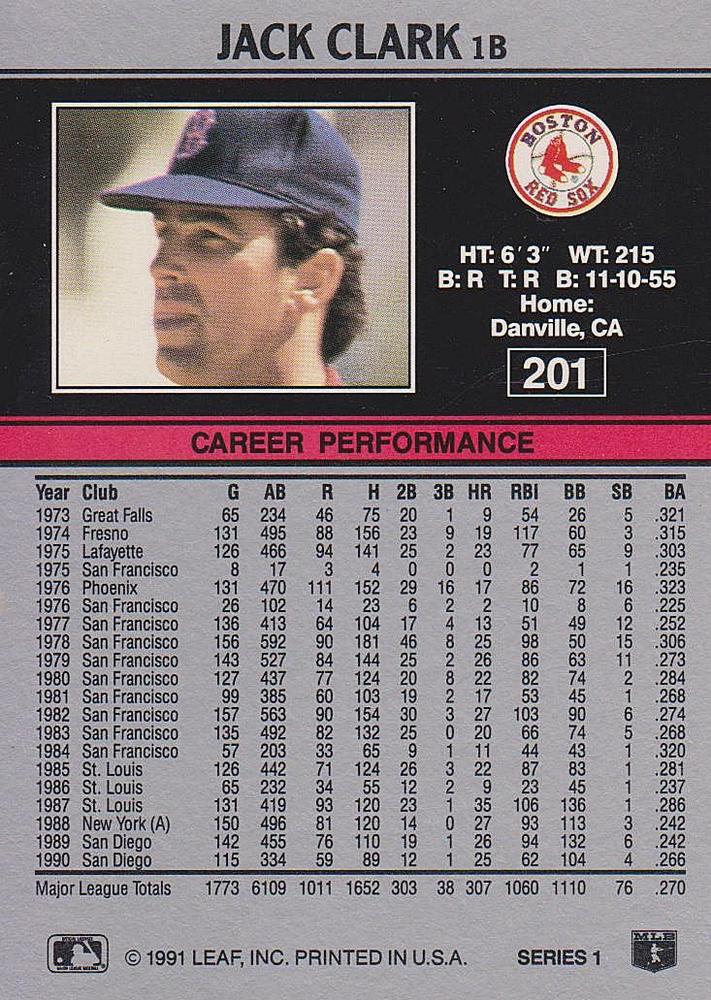 JACK CLARK 1B
BOSTON
RED SOX
HT: 6' 3" WT: 215
B: R T: R B: 11-10-55
Home:
Danville, CA
201
CAREER PERFORMANCE
Year Club G AB R H 2B 3B HR RBI BB SB BA
1973 Great Falls 65 234 46 75 20 1 9 54 26 5 .321
1974 Fresno 131 495 88 156 23 9 19 117 60 3 .315
1975 Lafayette 126 466 94 141 25 2 23 77 65 9 .303
1975 San Francisco 8 17 3 4 0 0 0 2 1 1 .235
1976 Phoenix 131 470 111 152 29 16 17 86 72 16 .323
1976 San Francisco 26 102 14 23 6 2 2 10 8 6 .225
1977 San Francisco 136 413 64 104 17 4 13 51 49 12 .252
1978 San Francisco 156 592 90 181 46 8 25 98 50 15 .306
1979 San Francisco 143 527 84 144 25 2 26 86 63 11 .273
1980 San Francisco 127 437 77 124 20 8 22 82 74 2 .284
1981 San Francisco 99 385 60 103 19 2 17 53 45 1 .268
1982 San Francisco 157 563 90 154 30 3 27 103 90 6 .274
1983 San Francisco 135 492 82 132 25 0 20 66 74 5 .268
1984 San Francisco 57 203 33 65 9 1 11 44 43 1 .320
1985 St. Louis 126 442 71 124 26 3 22 87 83 1 .281
1986 St. Louis 65 232 34 55 12 2 9 23 45 1 .237
1987 St. Louis 131 419 93 120 23 1 35 106 136 1 .286
1988 New York (A) 150 496 81 120 14 0 27 93 113 3 .242
1989 San Diego 142 455 76 110 19 1 26 94 132 6 .242
1990 San Diego 115 334 59 89 12 1 25 62 104 4 .266
Major League Totals 1773 6109 1011 1652 303 38 307 1060 1110 76 .270
© 1991 LEAF, INC. PRINTED IN U.S.A. SERIES 1
MLB